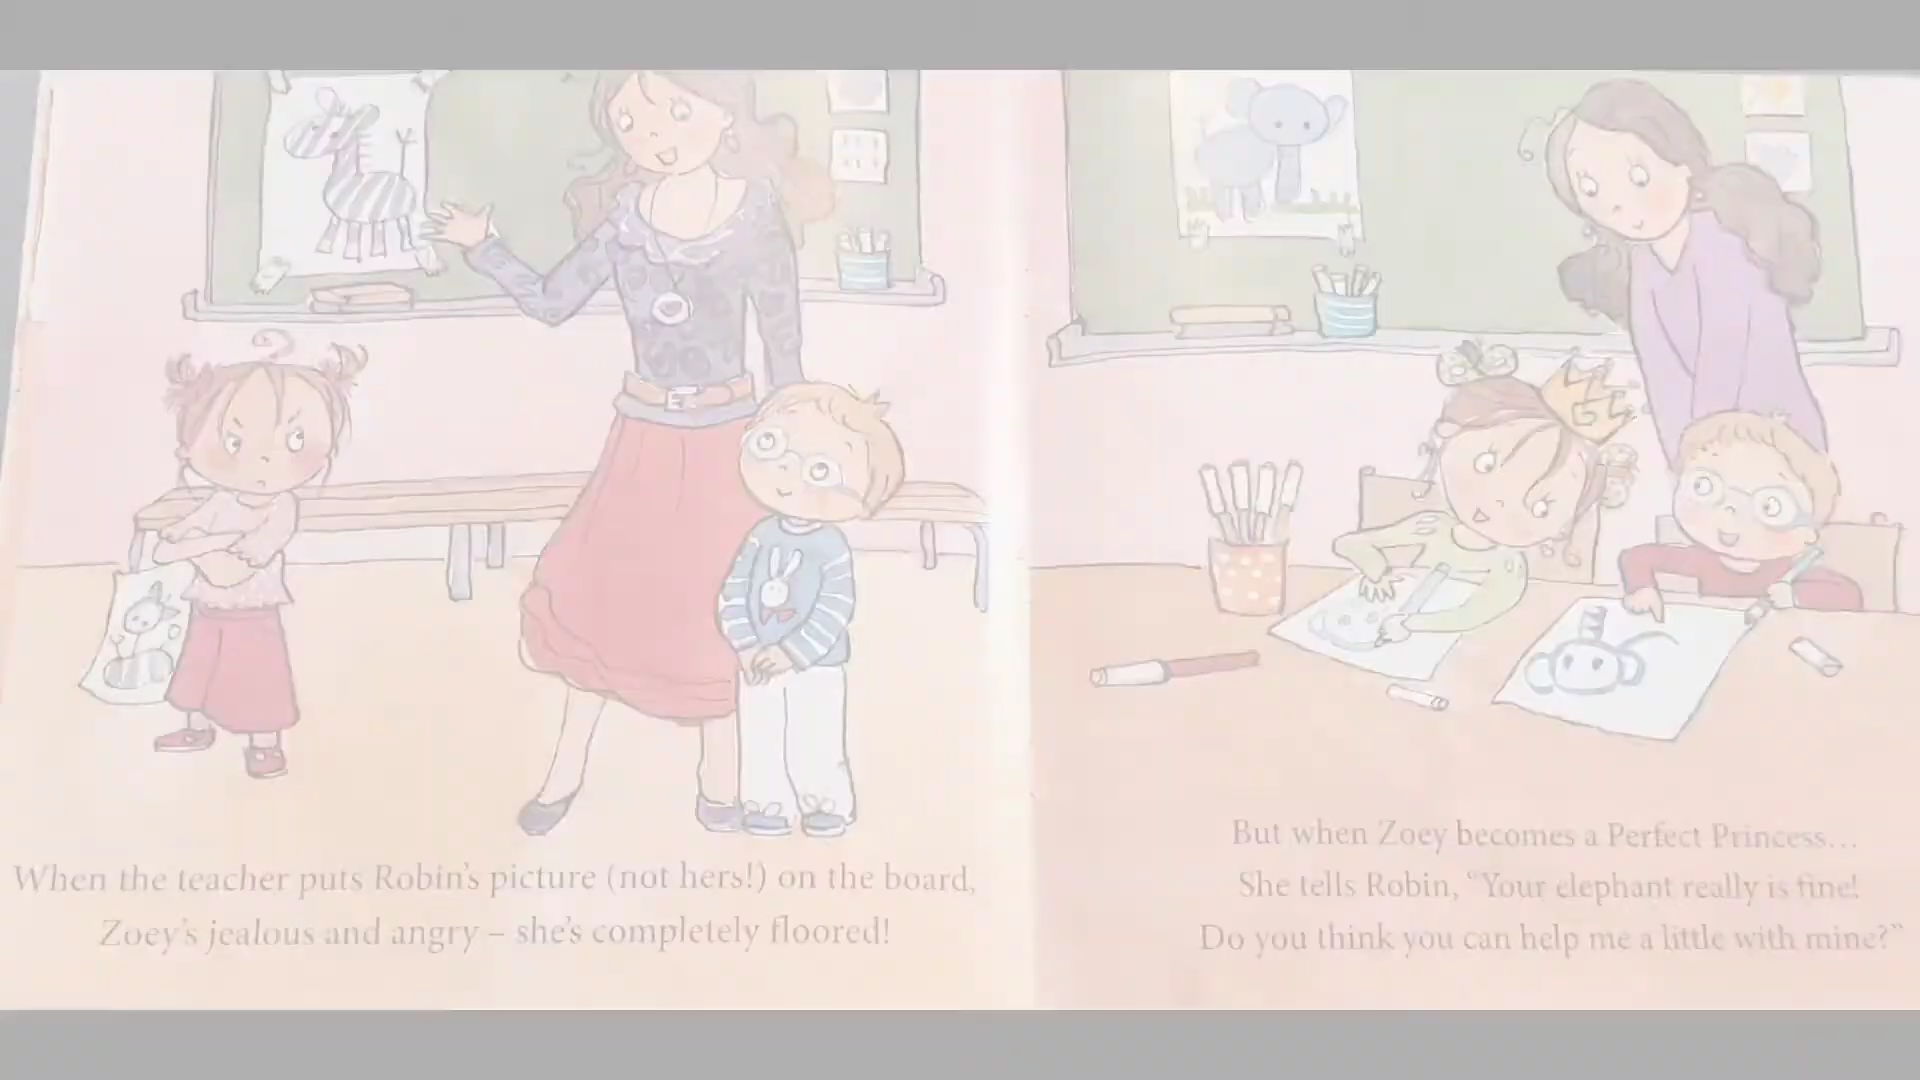 When the teacher puts Robin's picture (not hers!) on the board,
Zoey's jealous and angry – she's completely floored!
But when Zoey becomes a Perfect Princess...
She tells Robin, "Your elephant really is fine!
Do you think you can help me a little with mine?"